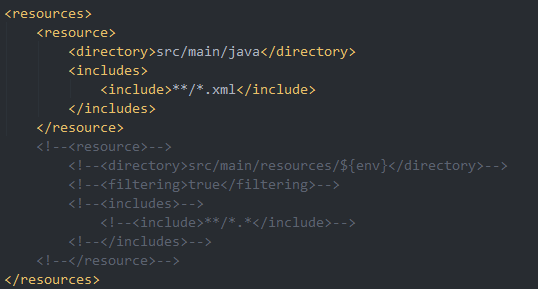 <resources>
<resource>
<directory>src/main/java</directory>
<includes>
<include>**/*.xml</include>
</includes>
</resource>
<!--<resource>-->
<!--<directory>src/main/resources/${env}</directory>-->
<!--<filtering>true</filtering>-->
<!--<includes>-->
<!--<include>**/*.*</include>-->
<!--</includes>-->
<!--</resource>-->
</resources>